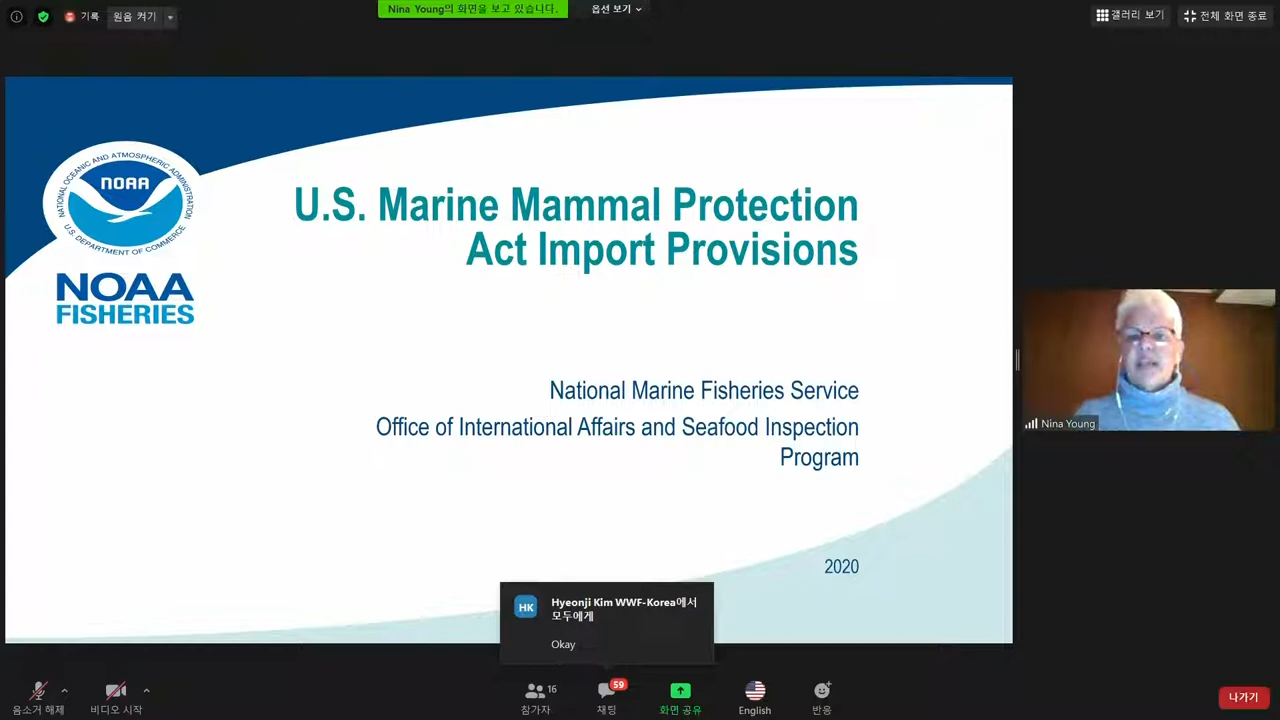 기록
원음 켜기
Nina Young의 화면을 보고 있습니다.
옵션 보기
갤러리 보기
전체 화면 종료
NATIONAL OCEANIC AND ATMOSPHERIC ADMINISTRATION
NOAA
U.S. DEPARTMENT OF COMMERCE
NOAA
FISHERIES
U.S. Marine Mammal Protection
Act Import Provisions
National Marine Fisheries Service
Office of International Affairs and Seafood Inspection
Program
2020
Nina Young
HK
Hyeonji Kim WWF-Korea에서
모두에게
Okay
음소거 해제
비디오 시작
16
참가자
59
채팅
화면 공유
English
반응
나가기